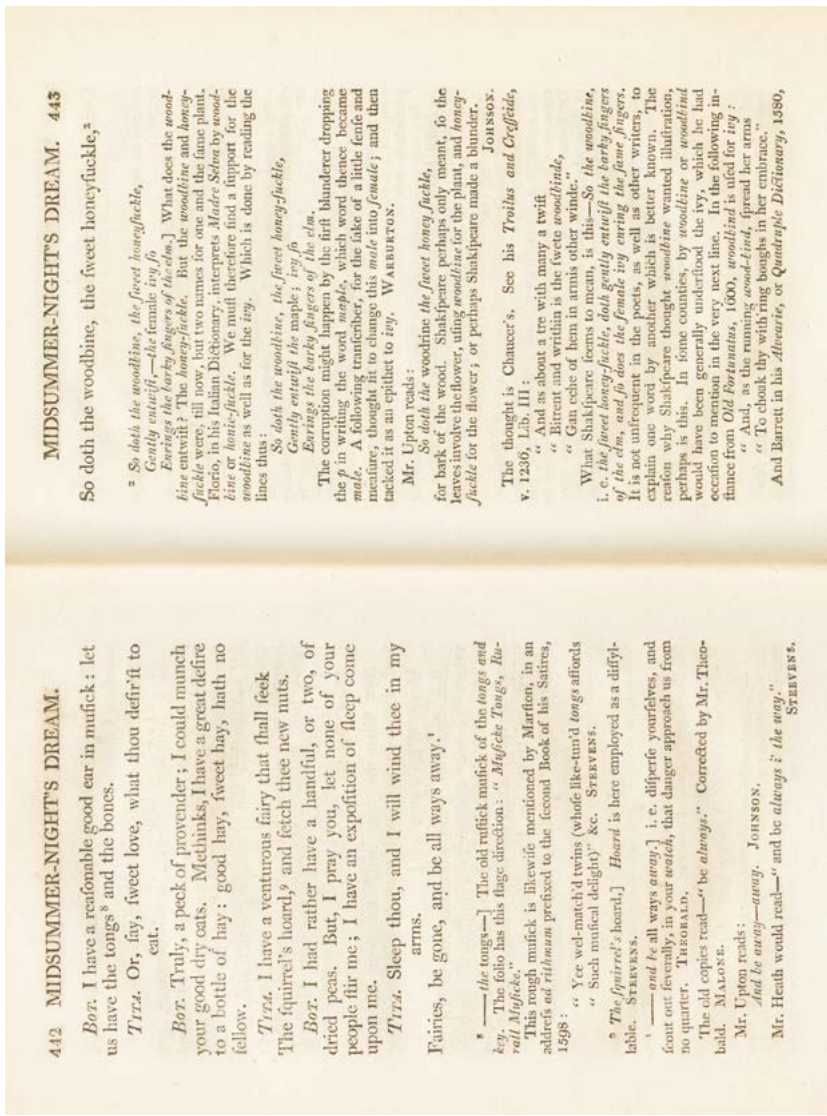 442 MIDSUMMER-NIGHT'S DREAM.
Bot. I have a reaſonable good ear in muſick: let
us have the tongs⁸ and the bones.
Tita. Or, ſay, ſweet love, what thou deſir'ſt to
eat.
Bot. Truly, a peck of provender; I could munch
your good dry oats. Methinks, I have a great deſire
to a bottle of hay: good hay, ſweet hay, hath no
fellow.
Tita. I have a venturous fairy that ſhall ſeek
The ſquirrel's hoard,⁹ and fetch thee new nuts.
Bot. I had rather have a handful, or two, of
dried peas. But, I pray you, let none of your
people ſtir me; I have an expoſition of ſleep come
upon me.
Tita. Sleep thou, and I will wind thee in my
arms.
Fairies, be gone, and be all ways away.¹
⁸ —— the tongs—] The old ruſtick muſick of the tongs and
key. The folio has this ſtage direction: " Muſicke Tongs, Ru-
rall Muſicke."
This rough muſick is likewiſe mentioned by Marſton, in an
addreſs ad rithmum prefixed to the ſecond Book of his Satires,
1598:
" Yee wel-match'd twins (whoſe like-tun'd tongs affords
" Such muſical delight)" &c. STEEVENS.
⁹ The ſquirrel's hoard,] Hoard is here employed as a diſſyl-
lable. STEEVENS.
¹ —— and be all ways away.] i. e. diſperſe yourſelves, and
ſcout out ſeverally, in your watch, that danger approach us from
no quarter. THEOBALD.
The old copies read—" be always." Corrected by Mr. Theo-
bald. MALONE.
Mr. Upton reads:
And be away—away. JOHNSON.
Mr. Heath would read—" and be always i' the way."
STEEVENS.
MIDSUMMER-NIGHT'S DREAM. 443
So doth the woodbine, the ſweet honeyſuckle,²
² So doth the woodbine, the ſweet honeyſuckle,
Gently entwiſt,—the female ivy ſo
Enrings the barky fingers of the elm.] What does the wood-
bine entwiſt? The honey-ſuckle. But the woodbine and honey-
ſuckle were, till now, but two names for one and the ſame plant.
Florio, in his Italian Dictionary, interprets Madre Selva by wood-
bine or honie-ſuckle. We muſt therefore find a ſupport for the
woodbine as well as for the ivy. Which is done by reading the
lines thus:
So doth the woodbine, the ſweet honey-ſuckle,
Gently entwiſt the maple; ivy ſo
Enrings the barky fingers of the elm.
The corruption might happen by the firſt blunderer dropping
the p in writing the word maple, which word thence became
male. A following tranſcriber, for the ſake of a little ſenſe and
meaſure, thought fit to change this male into female; and then
tacked it as an epithet to ivy. WARBURTON.
Mr. Upton reads:
So doth the woodrine the ſweet honey ſuckle,
for bark of the wood. Shakſpeare perhaps only meant, ſo the
leaves involve the flower, uſing woodbine for the plant, and honey-
ſuckle for the flower; or perhaps Shakſpeare made a blunder.
JOHNSON.
The thought is Chaucer's. See his Troilus and Creſſeide,
v. 1236, Lib. III:
" And as about a tre with many a twiſt
" Bitrent and writhin is the ſwete woodbinde,
" Gan eche of hem in armis other winde."
What Shakſpeare ſeems to mean, is this—So the woodbine,
i. e. the ſweet honey-ſuckle, doth gently entwiſt the barky fingers
of the elm, and ſo does the female ivy enring the ſame fingers.
It is not unfrequent in the poets, as well as other writers, to
explain one word by another which is better known. The
reaſon why Shakſpeare thought woodbine wanted illuſtration,
perhaps is this. In ſome counties, by woodbine or woodbind
would have been generally underſtood the ivy, which he had
occaſion to mention in the very next line. In the following in-
ſtance from Old Fortunatus, 1600, woodbind is uſed for ivy:
" And, as the running wood-bind, ſpread her arms
" To choak thy with'ring boughs in her embrace."
And Barrett in his Alvearie, or Quadruple Dictionary, 1580,